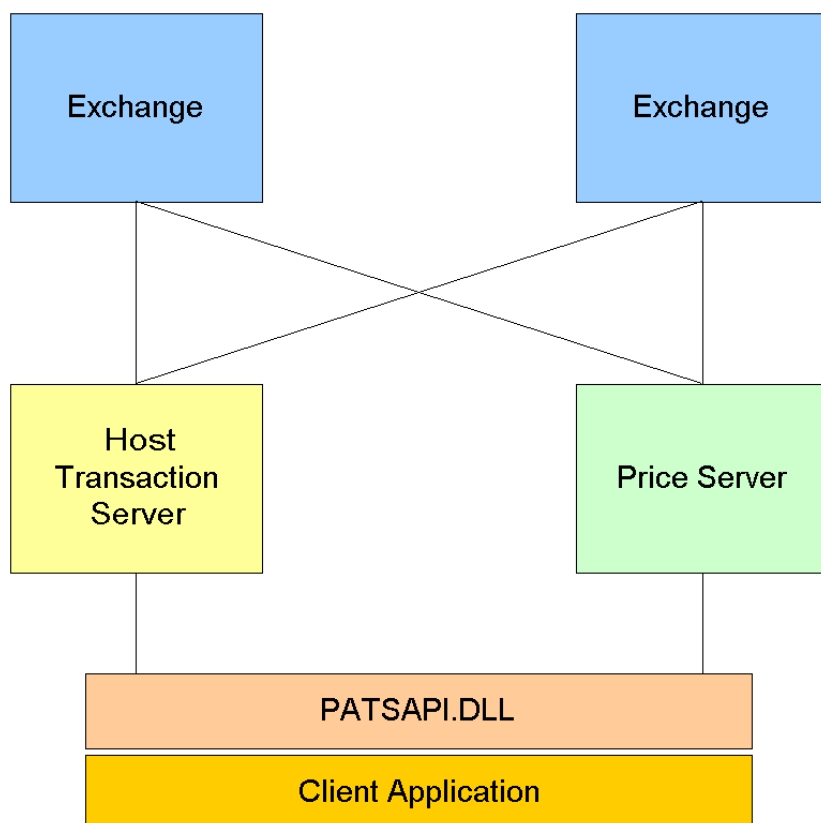 Exchange
Exchange
Host
Transaction
Server
Price Server
PATSAPI.DLL
Client Application